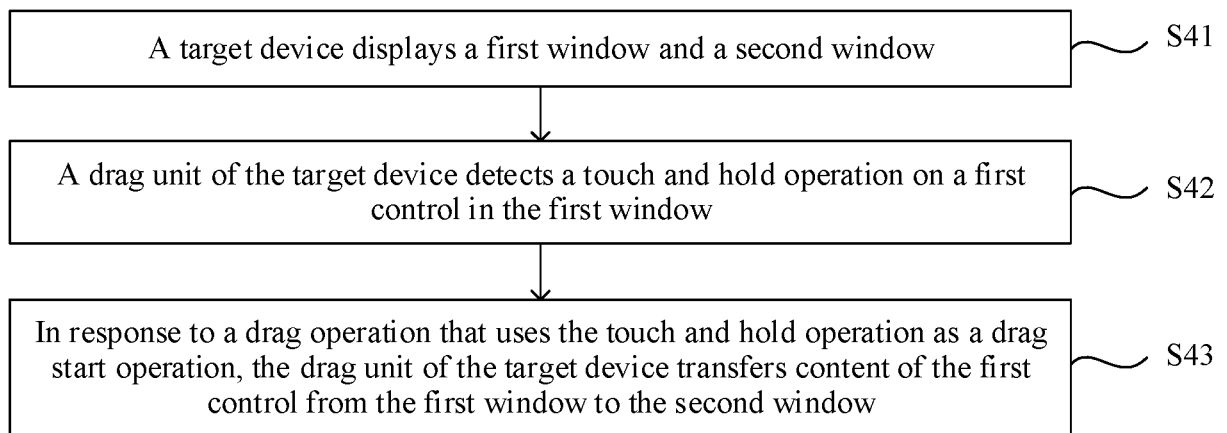 A target device displays a first window and a second window
S41
A drag unit of the target device detects a touch and hold operation on a first
control in the first window
S42
In response to a drag operation that uses the touch and hold operation as a drag
start operation, the drag unit of the target device transfers content of the first
control from the first window to the second window
S43